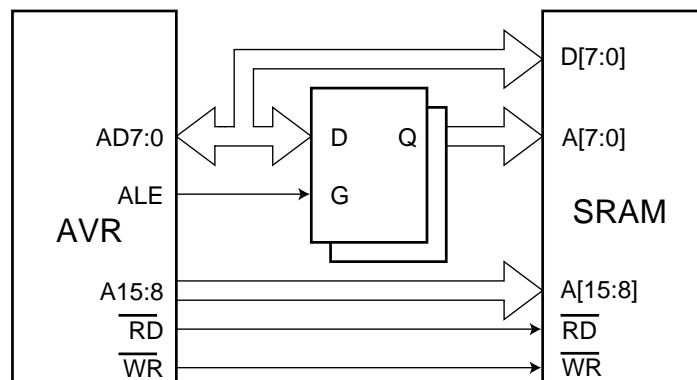 D[7:0]
AD7:0
D
Q
A[7:0]
ALE
G
AVR
SRAM
A15:8
A[15:8]
RD
RD
WR
WR